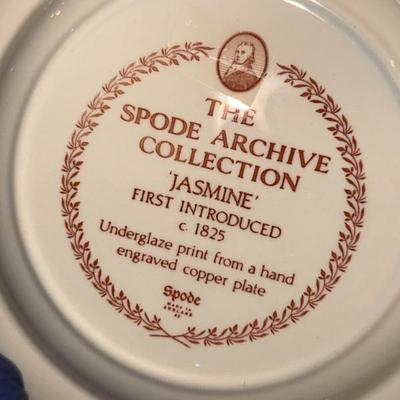 THE
SPODE ARCHIVE
COLLECTION
'JASMINE'
FIRST INTRODUCED
c. 1825
Underglaze print from a hand
engraved copper plate
Spode